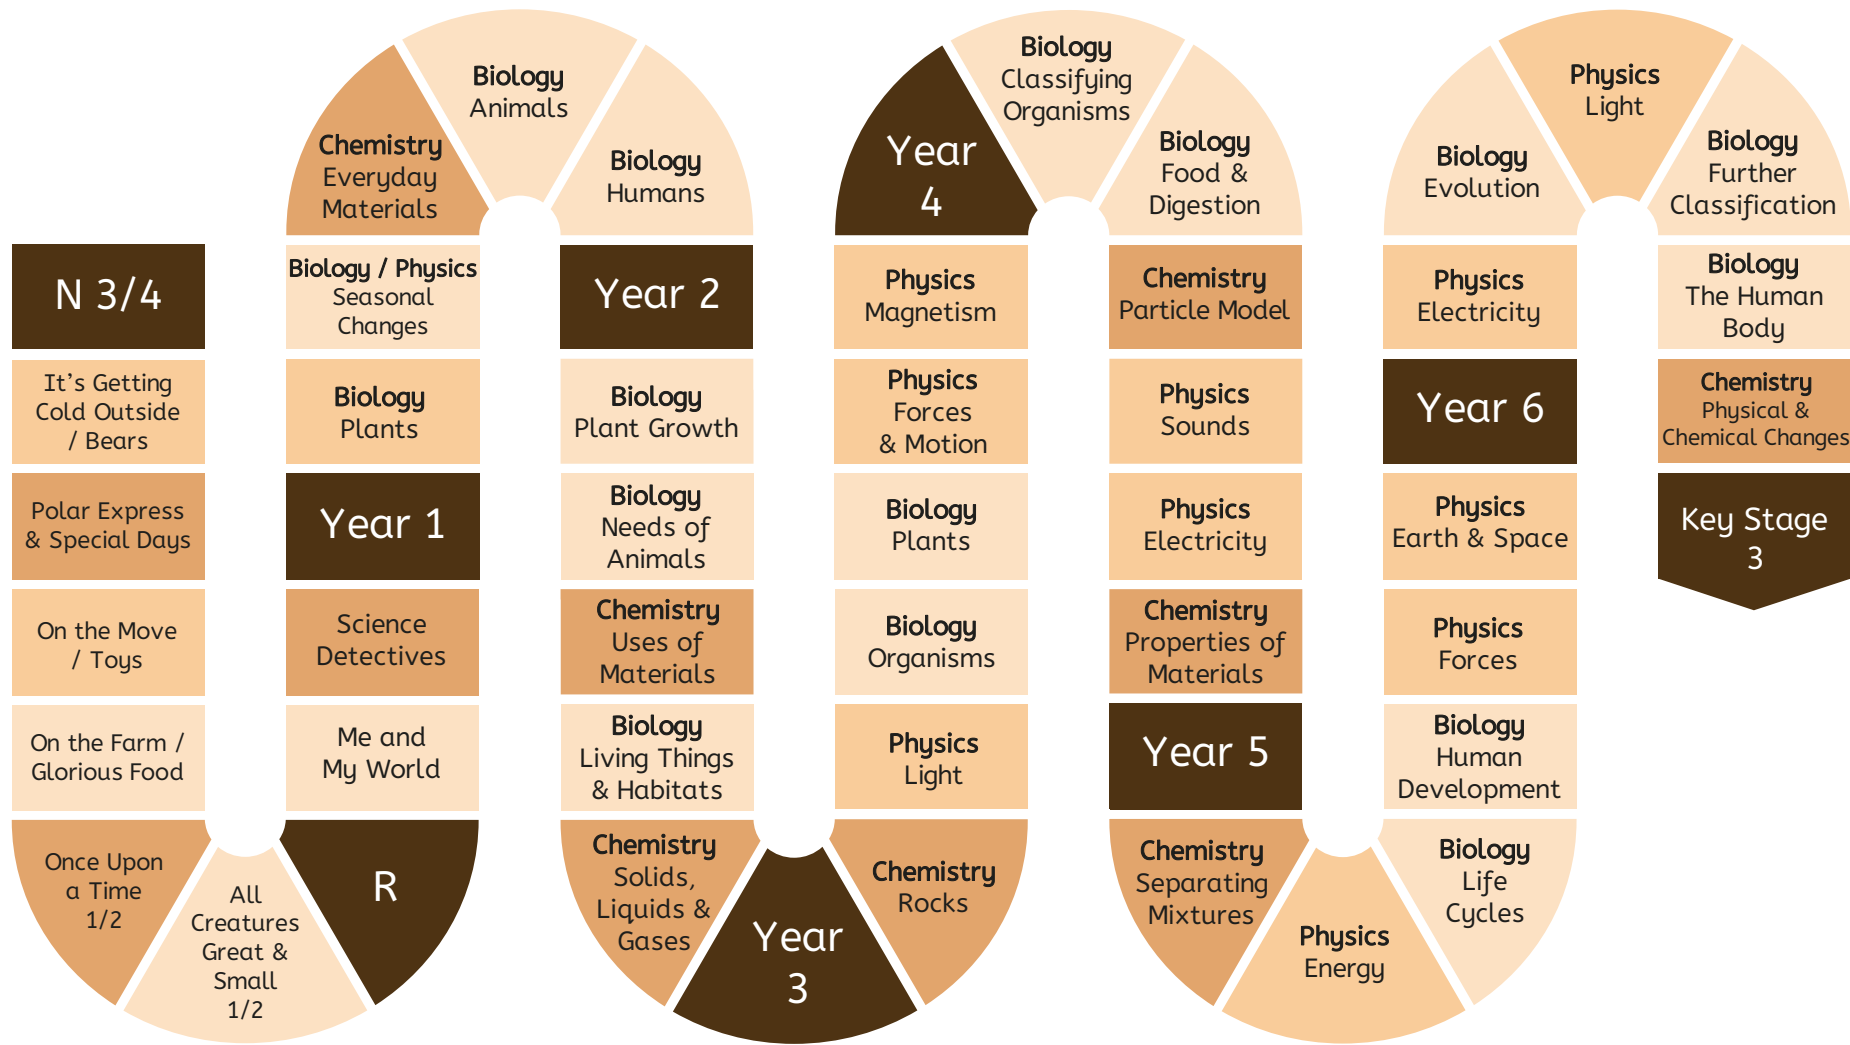 N 3/4
It's Getting
Cold Outside
/ Bears
Polar Express
& Special Days
On the Move
/ Toys
On the Farm /
Glorious Food
Once Upon
a Time
1/2
All
Creatures
Great &
Small
1/2
R
Me and
My World
Science
Detectives
Year 1
Biology
Plants
Biology / Physics
Seasonal
Changes
Chemistry
Everyday
Materials
Biology
Animals
Biology
Humans
Year 2
Biology
Plant Growth
Biology
Needs of
Animals
Chemistry
Uses of
Materials
Biology
Living Things
& Habitats
Chemistry
Solids,
Liquids &
Gases
Year
3
Chemistry
Rocks
Physics
Light
Biology
Organisms
Biology
Plants
Physics
Forces
& Motion
Physics
Magnetism
Year
4
Biology
Classifying
Organisms
Biology
Food &
Digestion
Chemistry
Particle Model
Physics
Sounds
Physics
Electricity
Chemistry
Properties of
Materials
Year 5
Chemistry
Separating
Mixtures
Physics
Energy
Biology
Life
Cycles
Biology
Human
Development
Physics
Forces
Physics
Earth & Space
Year 6
Physics
Electricity
Biology
Evolution
Physics
Light
Biology
Further
Classification
Biology
The Human
Body
Chemistry
Physical &
Chemical Changes
Key Stage
3